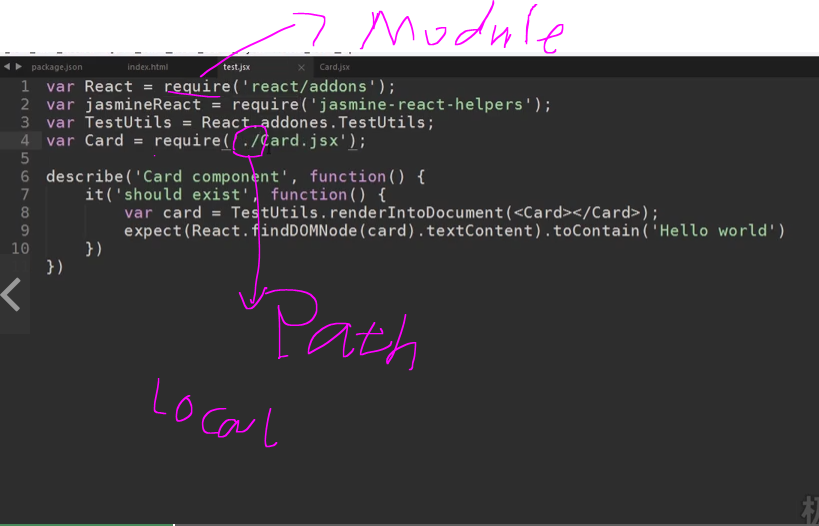 Module
package.json index.html test.jsx Card.jsx
1 var React = require('react/addons');
2 var jasmineReact = require('jasmine-react-helpers');
3 var TestUtils = React.addones.TestUtils;
4 var Card = require('./Card.jsx');
5
6 describe('Card component', function() {
7 it('should exist', function() {
8 var card = TestUtils.renderIntoDocument(<Card></Card>);
9 expect(React.findDOMNode(card).textContent).toContain('Hello world')
10 })
})
Path
Local